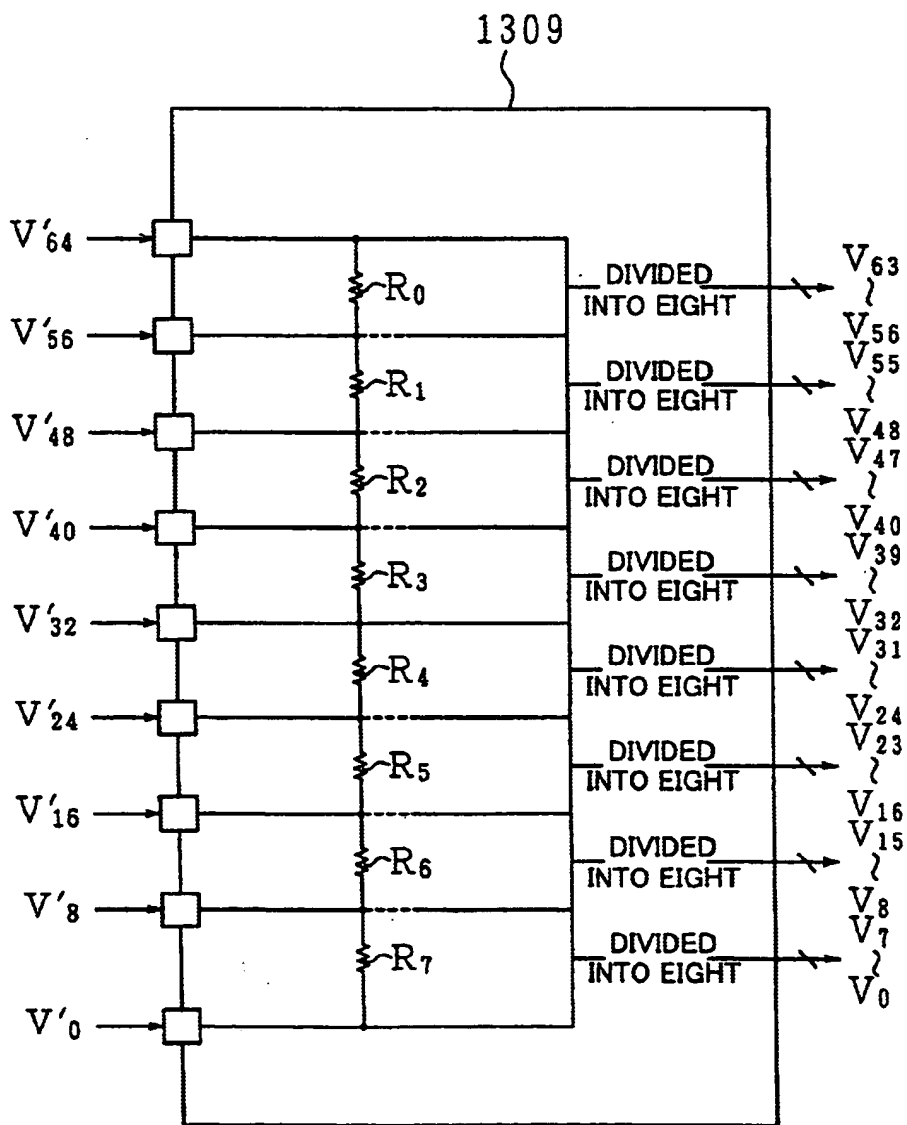 1309
V'64
V'56
V'48
V'40
V'32
V'24
V'16
V'8
V'0
R0
R1
R2
R3
R4
R5
R6
R7
DIVIDED
INTO EIGHT
DIVIDED
INTO EIGHT
DIVIDED
INTO EIGHT
DIVIDED
INTO EIGHT
DIVIDED
INTO EIGHT
DIVIDED
INTO EIGHT
DIVIDED
INTO EIGHT
DIVIDED
INTO EIGHT
V63
~
V56
V55
~
V48
V47
~
V40
V39
~
V32
V31
~
V24
V23
~
V16
V15
~
V8
V7
~
V0